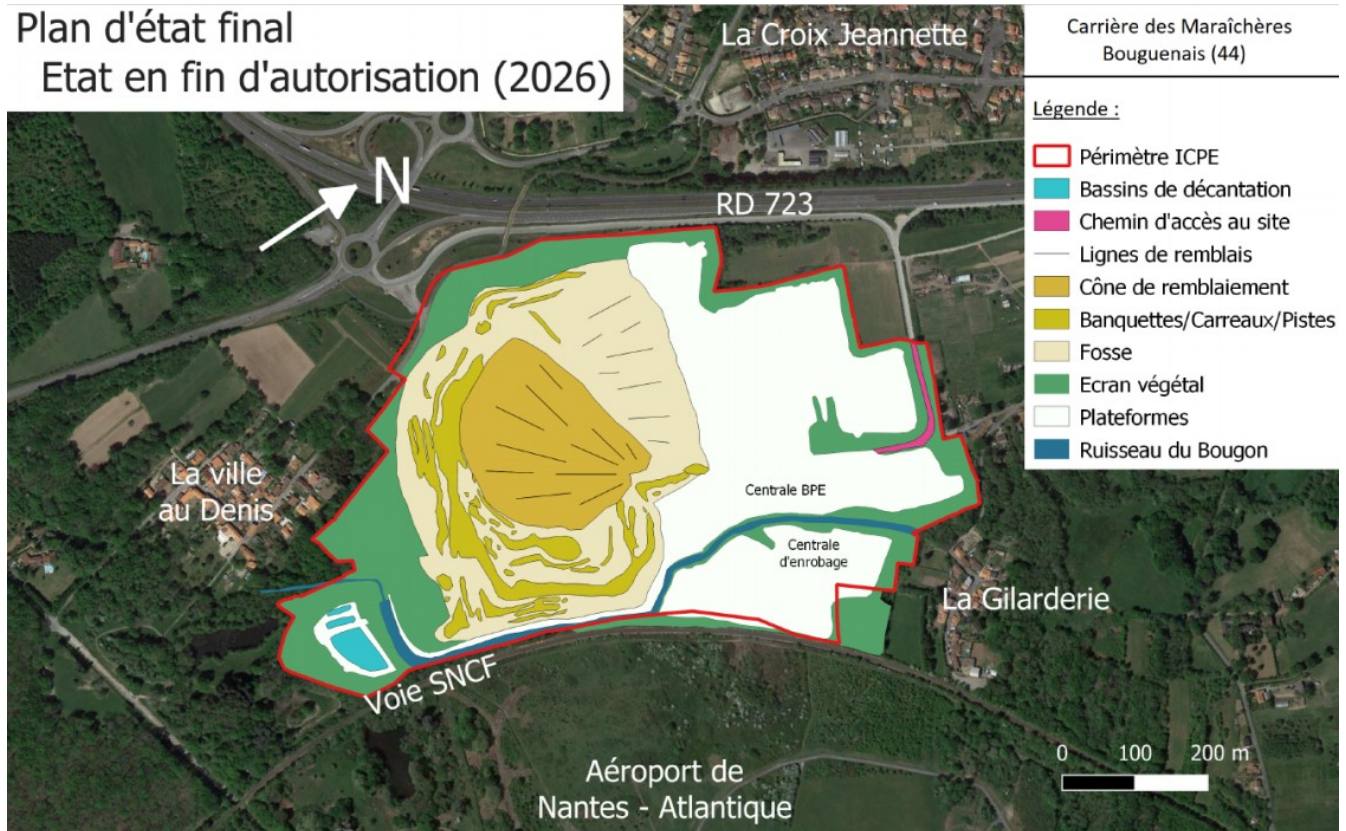 Plan d'état final
Etat en fin d'autorisation (2026)
La Croix Jeannette
Carrière des Maraîchères
Bouguenais (44)
Légende :
Périmètre ICPE
Bassins de décantation
Chemin d'accès au site
Lignes de remblais
Cône de remblaiement
Banquettes/Carreaux/Pistes
Fosse
Ecran végétal
Plateformes
Ruisseau du Bougon
N
RD 723
La ville
au Denis
Centrale BPE
Centrale
d'enrobage
La Gilarderie
Voie SNCF
Aéroport de
Nantes - Atlantique
0 100 200 m